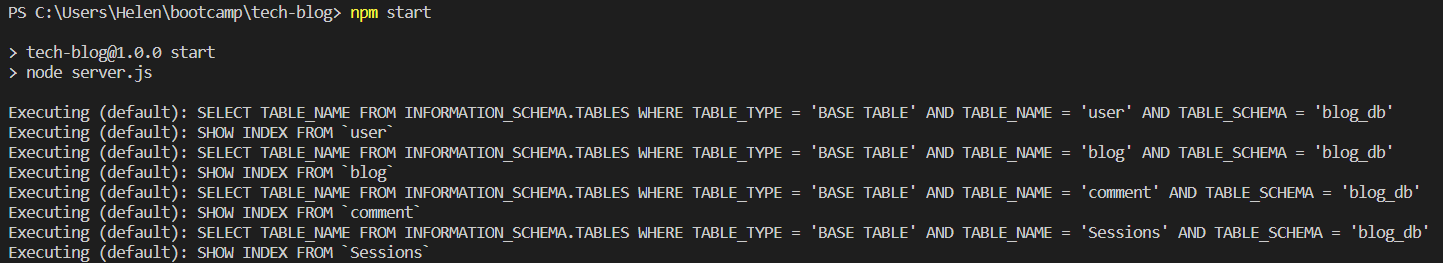 PS C:\Users\Helen\bootcamp\tech-blog> npm start
> tech-blog@1.0.0 start
> node server.js
Executing (default): SELECT TABLE_NAME FROM INFORMATION_SCHEMA.TABLES WHERE TABLE_TYPE = 'BASE TABLE' AND TABLE_NAME = 'user' AND TABLE_SCHEMA = 'blog_db'
Executing (default): SHOW INDEX FROM `user`
Executing (default): SELECT TABLE_NAME FROM INFORMATION_SCHEMA.TABLES WHERE TABLE_TYPE = 'BASE TABLE' AND TABLE_NAME = 'blog' AND TABLE_SCHEMA = 'blog_db'
Executing (default): SHOW INDEX FROM `blog`
Executing (default): SELECT TABLE_NAME FROM INFORMATION_SCHEMA.TABLES WHERE TABLE_TYPE = 'BASE TABLE' AND TABLE_NAME = 'comment' AND TABLE_SCHEMA = 'blog_db'
Executing (default): SHOW INDEX FROM `comment`
Executing (default): SELECT TABLE_NAME FROM INFORMATION_SCHEMA.TABLES WHERE TABLE_TYPE = 'BASE TABLE' AND TABLE_NAME = 'Sessions' AND TABLE_SCHEMA = 'blog_db'
Executing (default): SHOW INDEX FROM `Sessions`